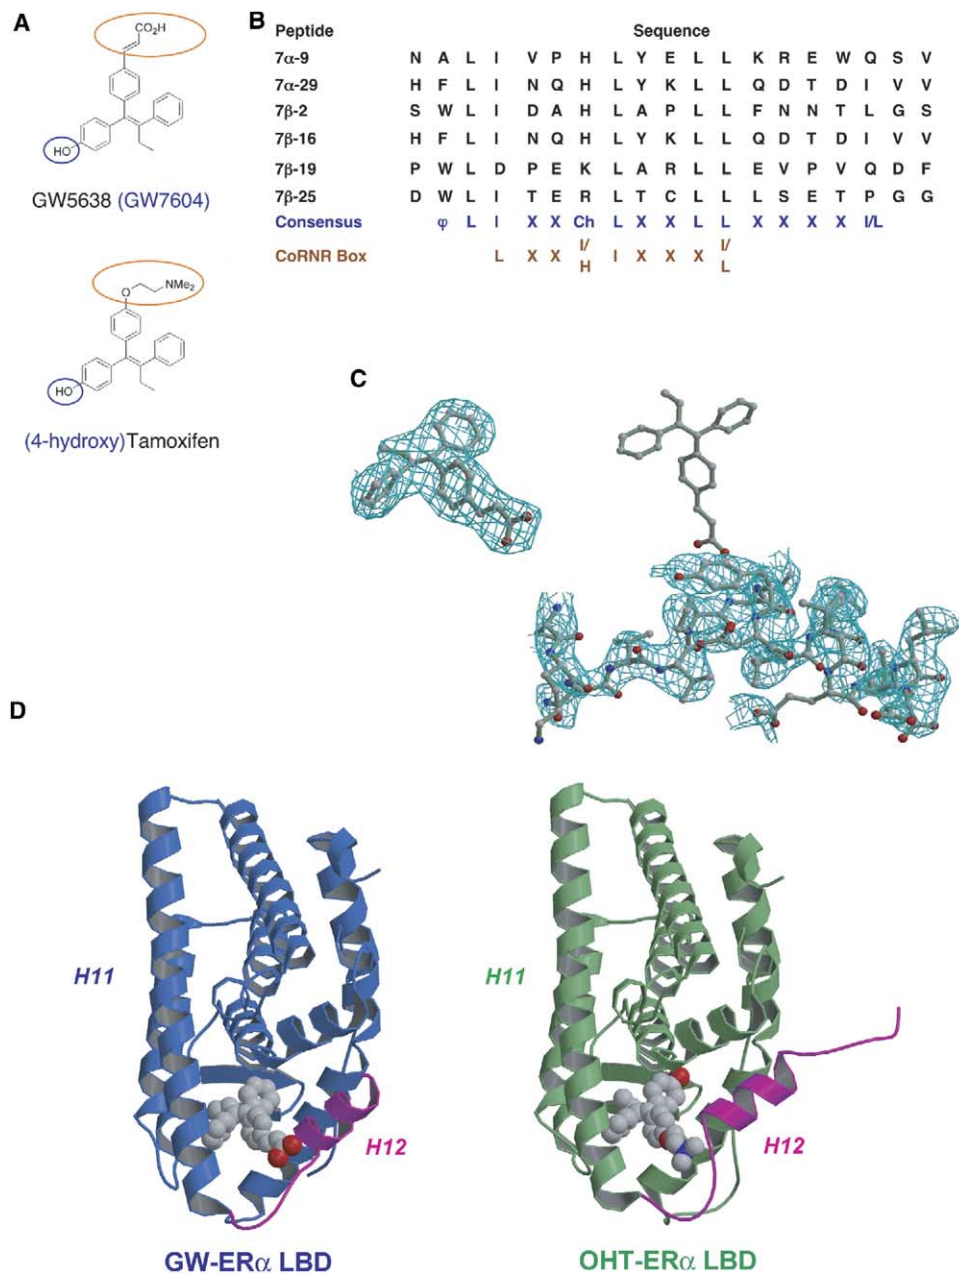 A
CO₂H
HO
GW5638 (GW7604)
O
NMe₂
HO
(4-hydroxy)Tamoxifen
B
Peptide Sequence
7α-9 N A L I V P H L Y E L L K R E W Q S V
7α-29 H F L I N Q H L Y K L L Q D T D I V V
7β-2 S W L I D A H L A P L L F N N T L G S
7β-16 H F L I N Q H L Y K L L Q D T D I V V
7β-19 P W L D P E K L A R L L E V P V Q D F
7β-25 D W L I T E R L T C L L L S E T P G G
Consensus φ L I X X Ch L X X L L X X X X I/L
CoRNR Box L X X I/H I X X X I/L
C
D
H11
H12
GW-ERα LBD
H11
H12
OHT-ERα LBD